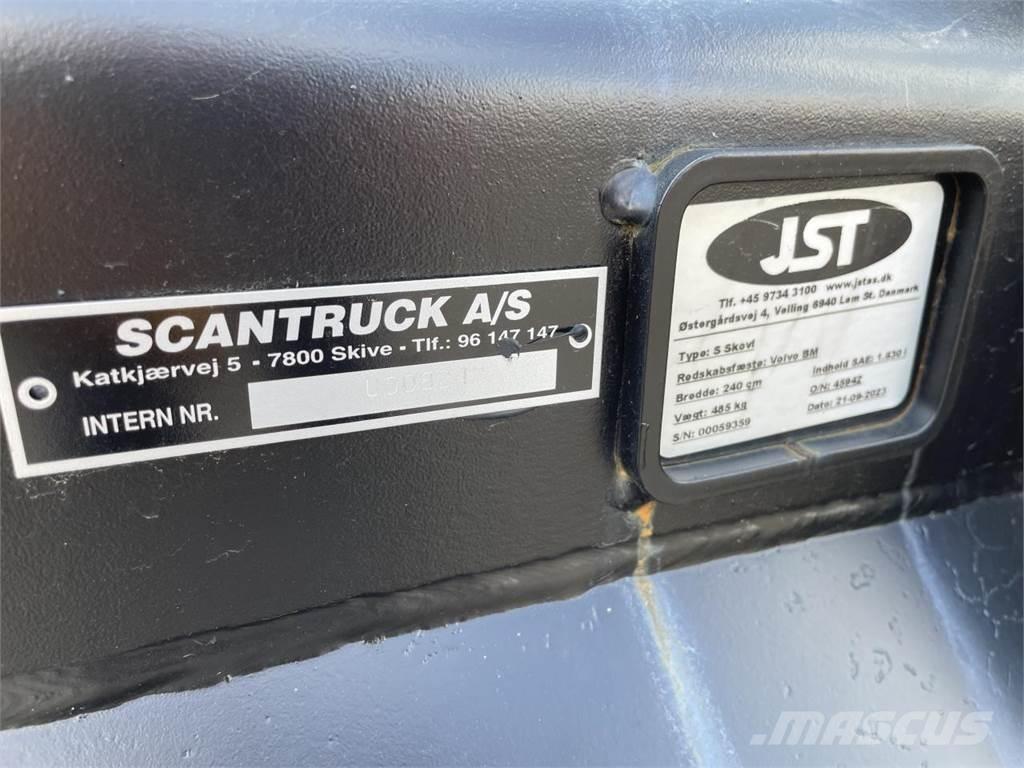 SCANTRUCK A/S
Katkjærvej 5 - 7800 Skive - Tlf.: 96 147 147
INTERN NR.
JST
Tlf. +45 9734 3100 www.jstas.dk
Østergårdsvej 4, Velling 6940 Lem St. Danmark
Type: S Skovl
Redskabsfæste: Volvo BM
Bredde: 240 cm Indhold SAE: 1.630 l
Vægt: 485 kg O/N: 45942
S/N: 00059359 Dato: 21-09-2023
MASCUS